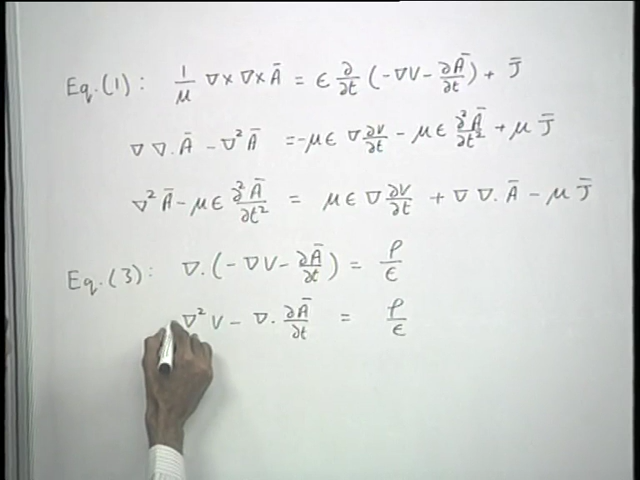 Eq.(1): 1/μ ∇×∇×Ā = ϵ ∂/∂t (-∇V - ∂Ā/∂t) + J̄
∇∇.Ā - ∇²Ā = -μϵ ∇∂V/∂t - μϵ ∂²Ā/∂t² + μJ̄
∇²Ā - μϵ ∂²Ā/∂t² = μϵ ∇∂V/∂t + ∇∇.Ā - μJ̄
Eq.(3): ∇.(-∇V - ∂Ā/∂t) = ρ/ϵ
∇²V - ∇.∂Ā/∂t = ρ/ϵ